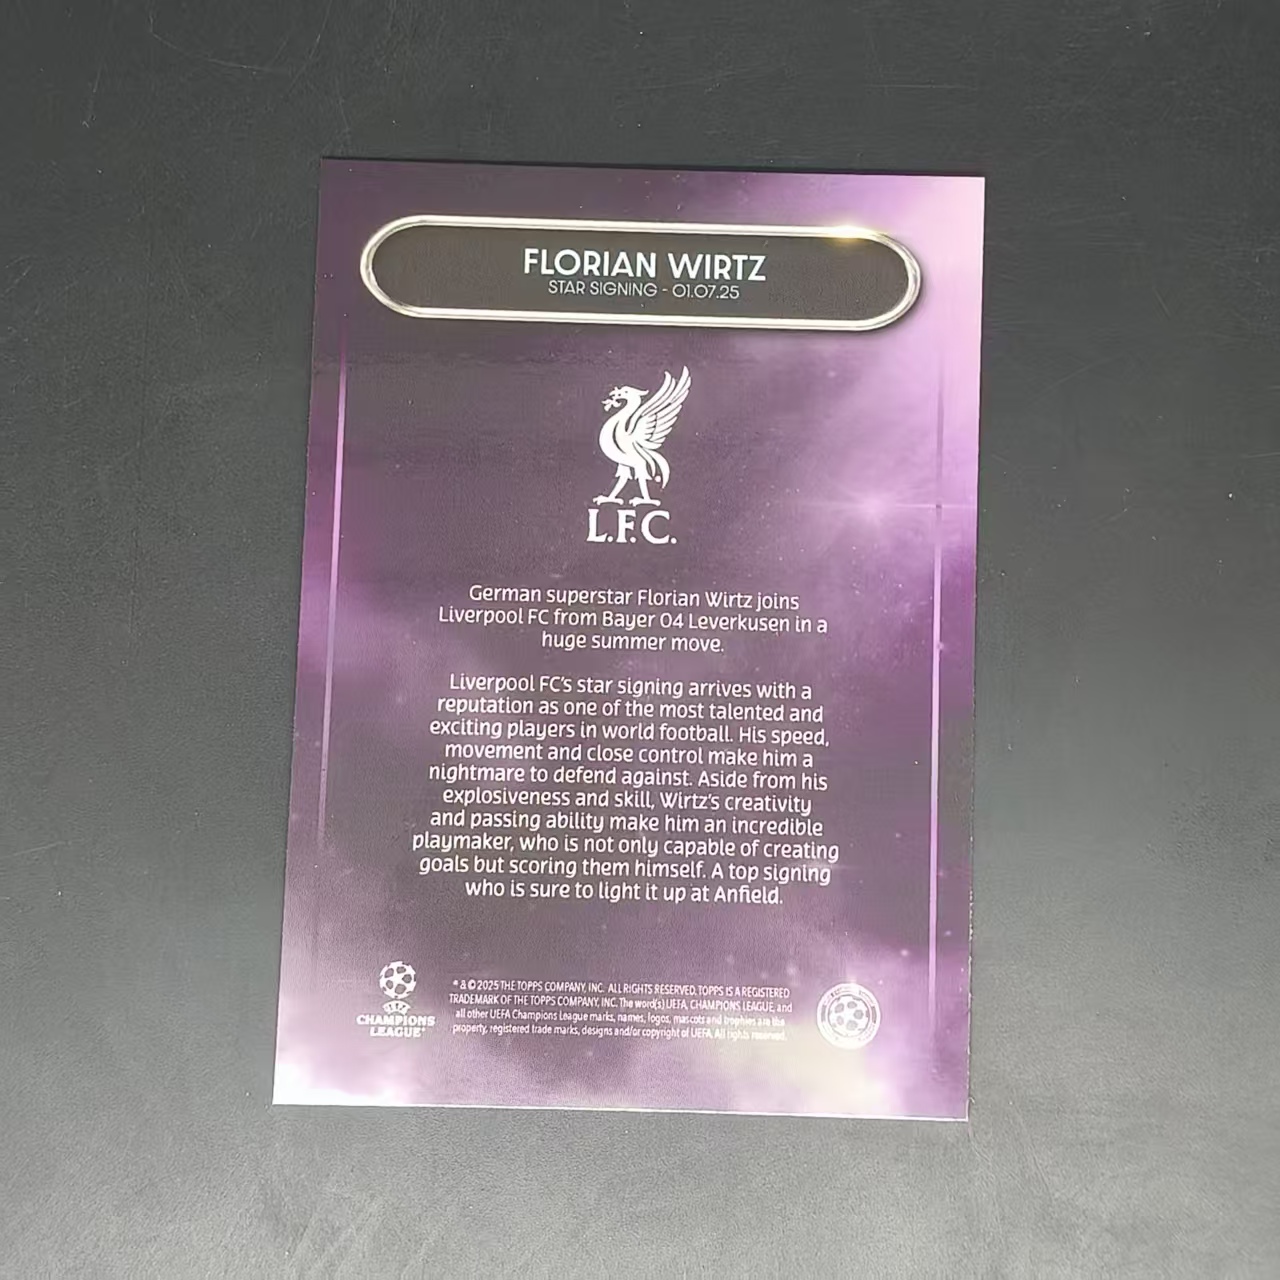 FLORIAN WIRTZ
STAR SIGNING - 01.07.25
L.F.C.
German superstar Florian Wirtz joins
Liverpool FC from Bayer 04 Leverkusen in a
huge summer move.
Liverpool FC's star signing arrives with a
reputation as one of the most talented and
exciting players in world football. His speed,
movement and close control make him a
nightmare to defend against. Aside from his
explosiveness and skill, Wirtz's creativity
and passing ability make him an incredible
playmaker, who is not only capable of creating
goals but scoring them himself. A top signing
who is sure to light it up at Anfield.
UEFA
CHAMPIONS
LEAGUE
® & © 2025 THE TOPPS COMPANY, INC. ALL RIGHTS RESERVED. TOPPS IS A REGISTERED
TRADEMARK OF THE TOPPS COMPANY, INC. The word(s) UEFA, CHAMPIONS LEAGUE, and
all other UEFA Champions League marks, names, logos, mascots and trophies are the
property, registered trade marks, designs and/or copyright of UEFA. All rights reserved.